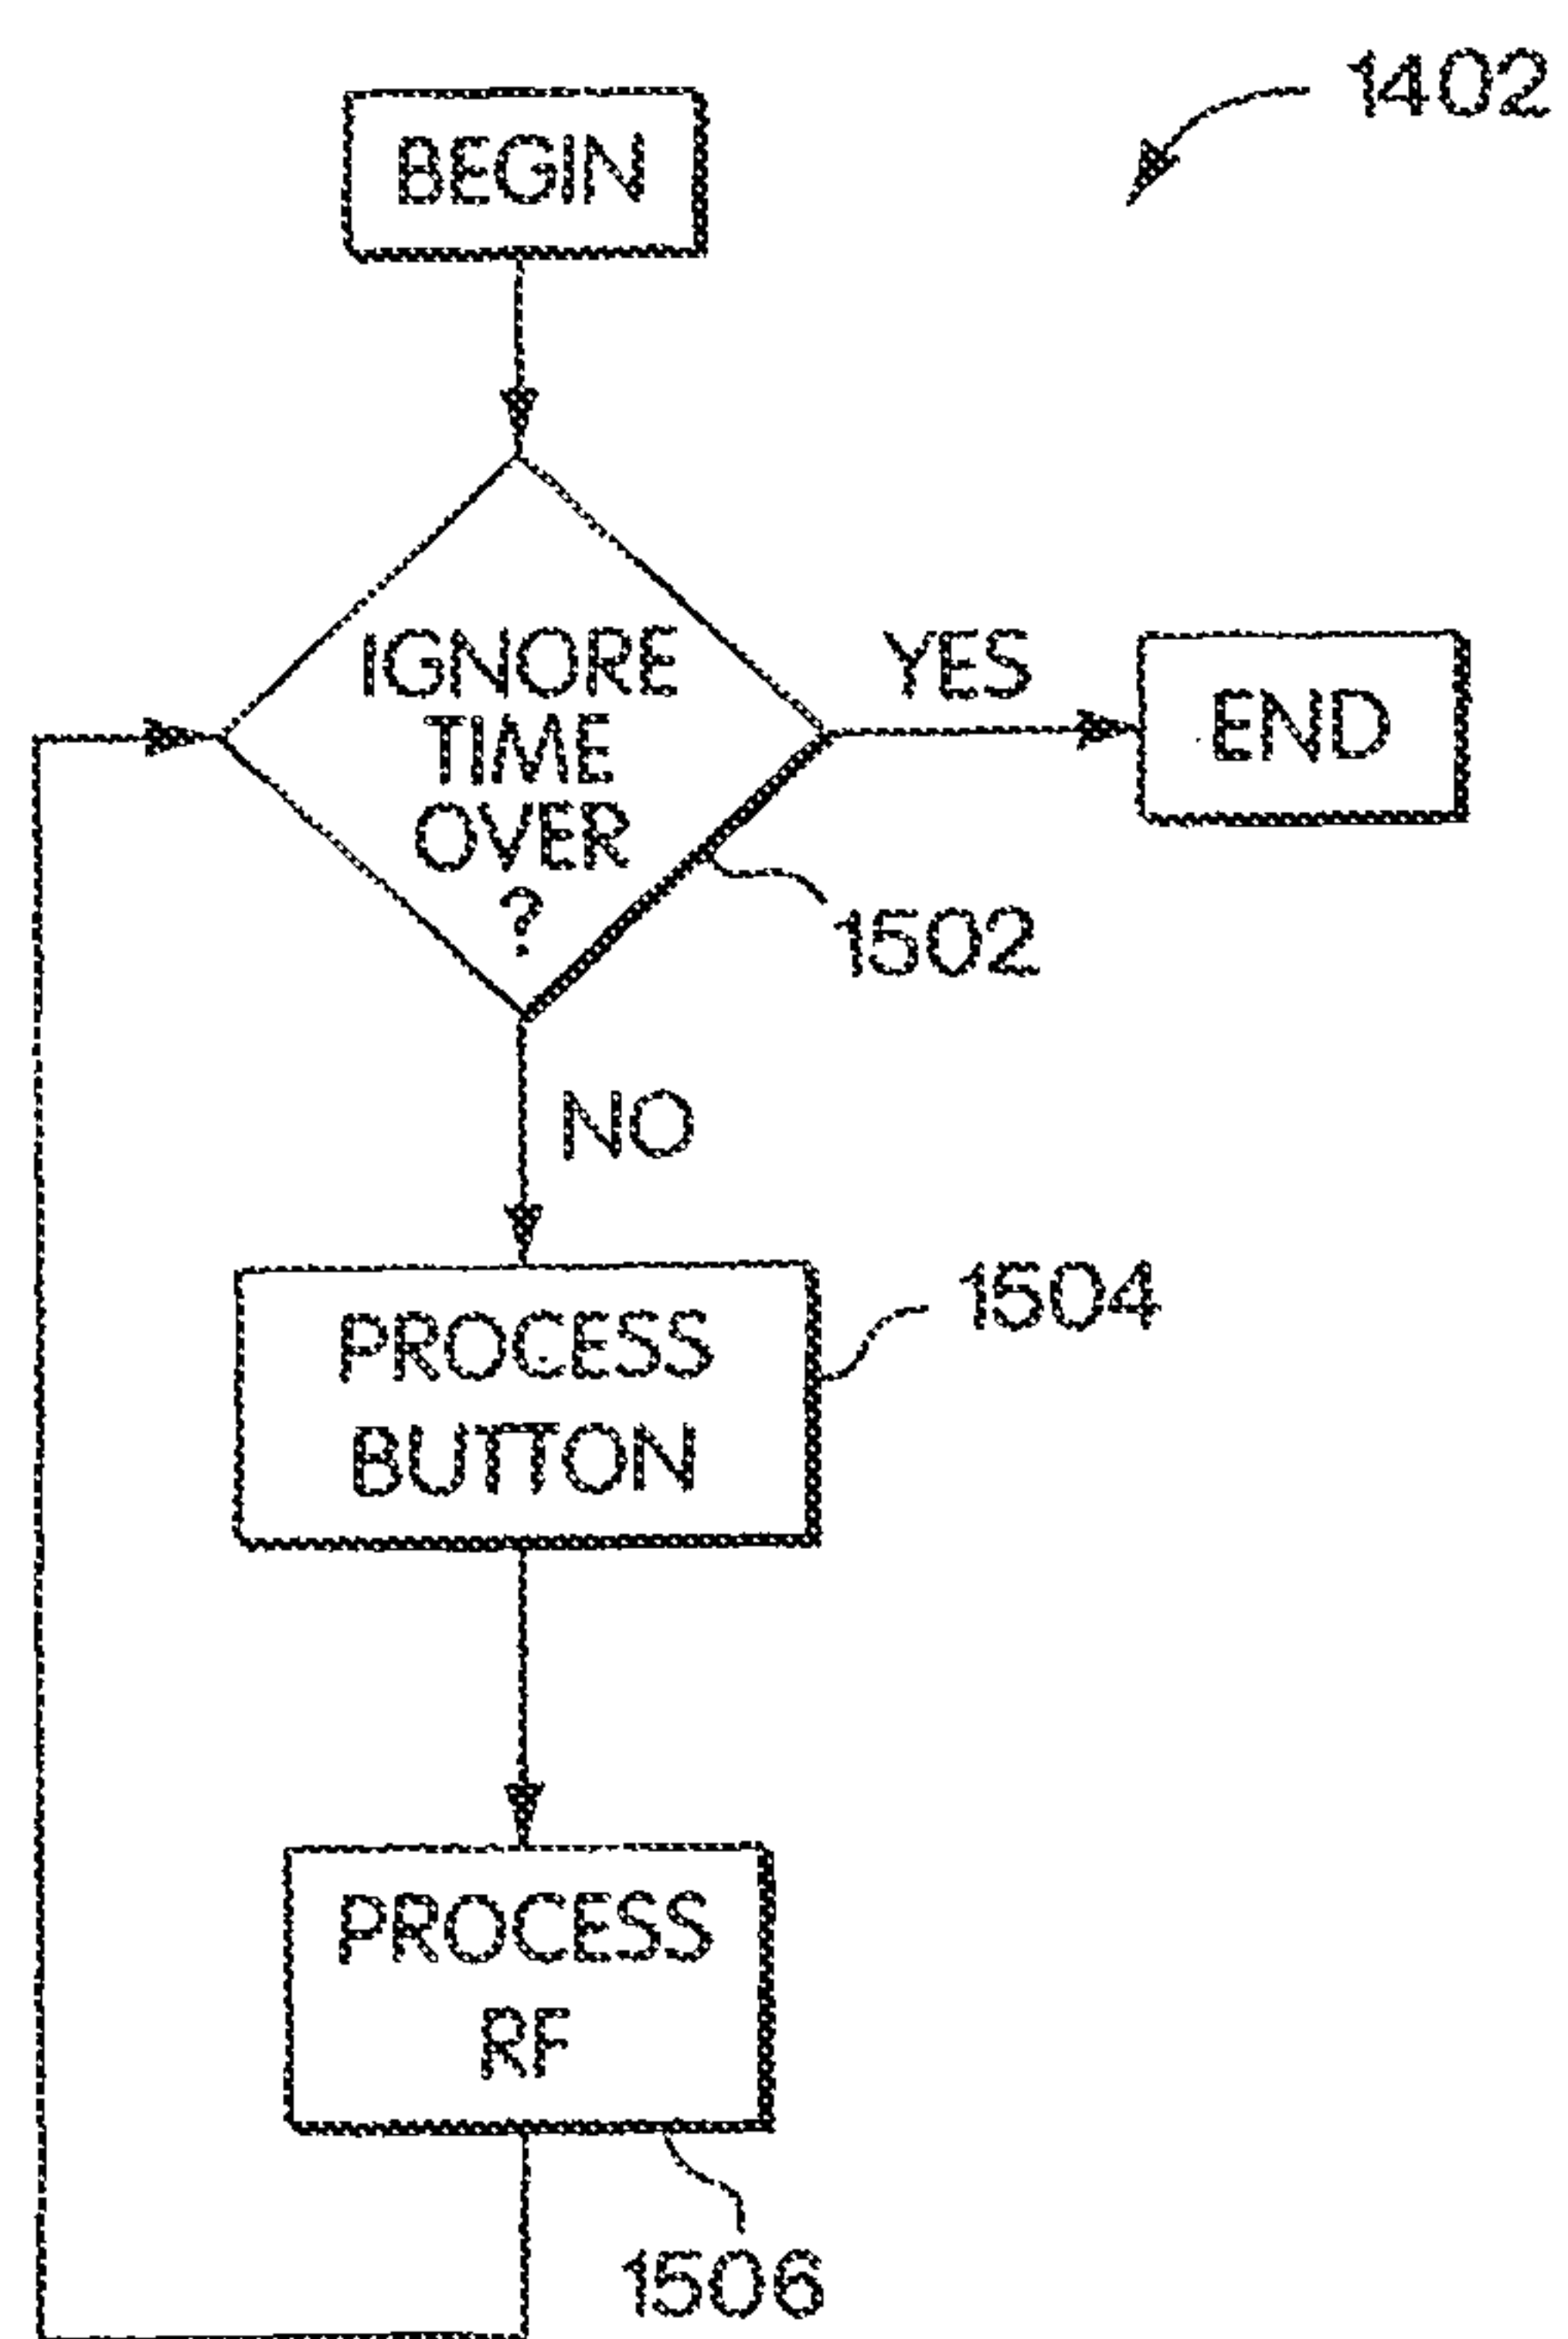 1402
BEGIN
IGNORE
TIME
OVER
?
YES
END
1502
NO
PROCESS
BUTTON
1504
PROCESS
RF
1506